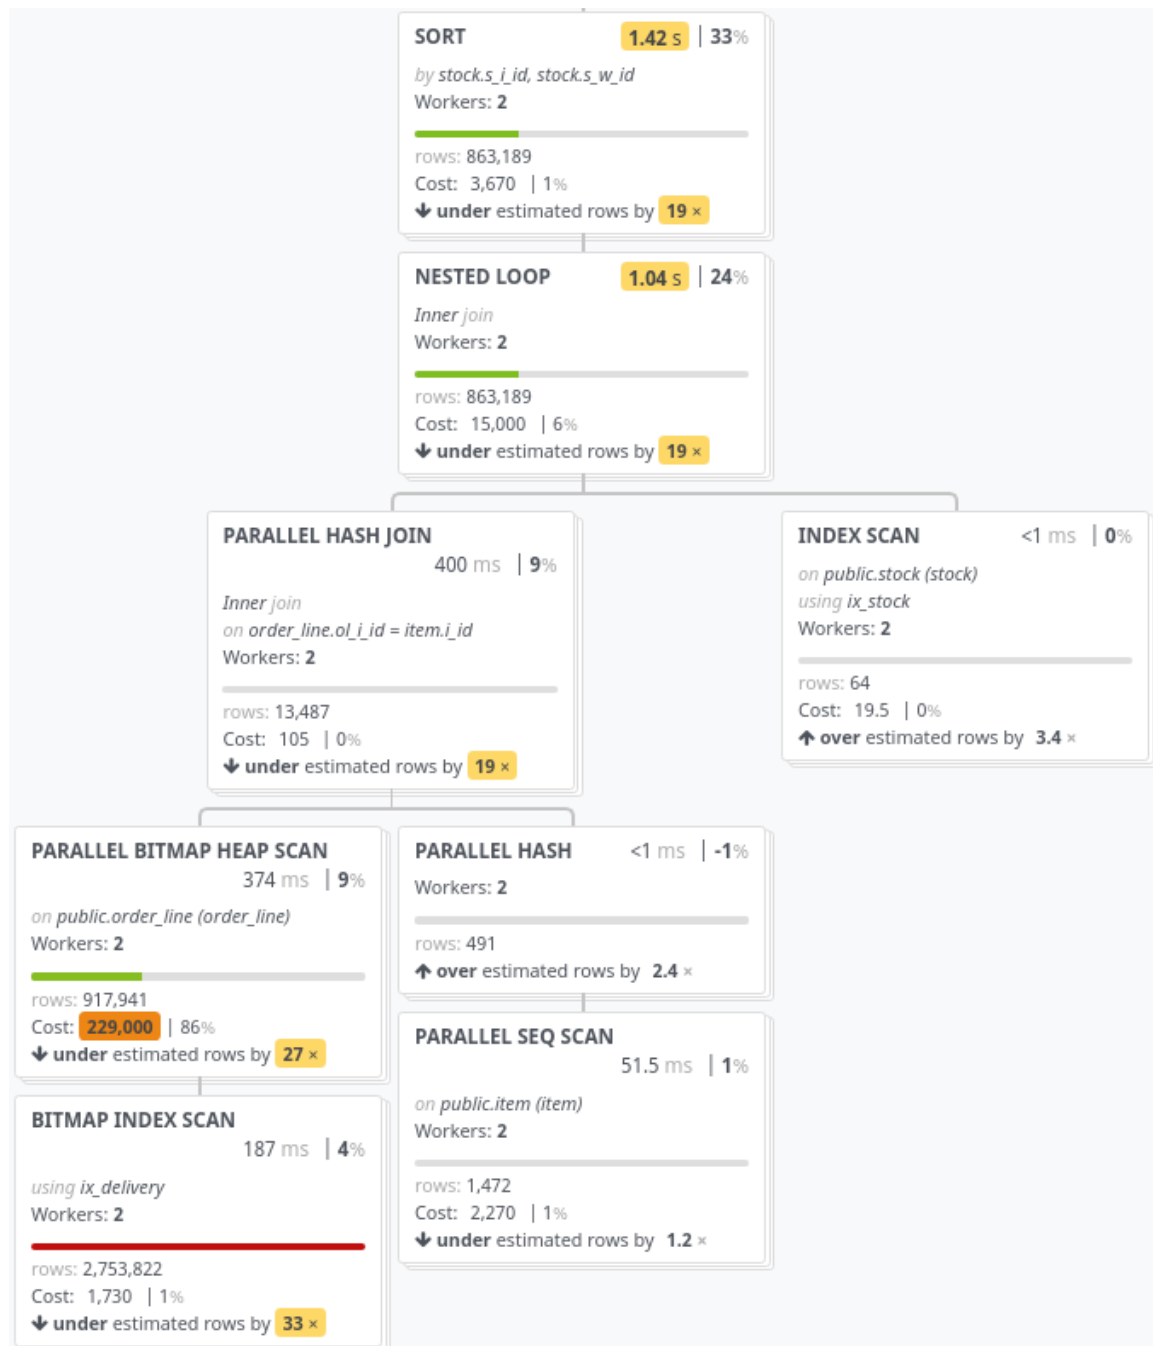 SORT 1.42 s | 33%
by stock.s_i_id, stock.s_w_id
Workers: 2
rows: 863,189
Cost: 3,670 | 1%
under estimated rows by 19 ×
NESTED LOOP 1.04 s | 24%
Inner join
Workers: 2
rows: 863,189
Cost: 15,000 | 6%
under estimated rows by 19 ×
PARALLEL HASH JOIN
400 ms | 9%
Inner join
on order_line.ol_i_id = item.i_id
Workers: 2
rows: 13,487
Cost: 105 | 0%
under estimated rows by 19 ×
INDEX SCAN <1 ms | 0%
on public.stock (stock)
using ix_stock
Workers: 2
rows: 64
Cost: 19.5 | 0%
over estimated rows by 3.4 ×
PARALLEL BITMAP HEAP SCAN
374 ms | 9%
on public.order_line (order_line)
Workers: 2
rows: 917,941
Cost: 229,000 | 86%
under estimated rows by 27 ×
PARALLEL HASH <1 ms | -1%
Workers: 2
rows: 491
over estimated rows by 2.4 ×
BITMAP INDEX SCAN
187 ms | 4%
using ix_delivery
Workers: 2
rows: 2,753,822
Cost: 1,730 | 1%
under estimated rows by 33 ×
PARALLEL SEQ SCAN
51.5 ms | 1%
on public.item (item)
Workers: 2
rows: 1,472
Cost: 2,270 | 1%
under estimated rows by 1.2 ×